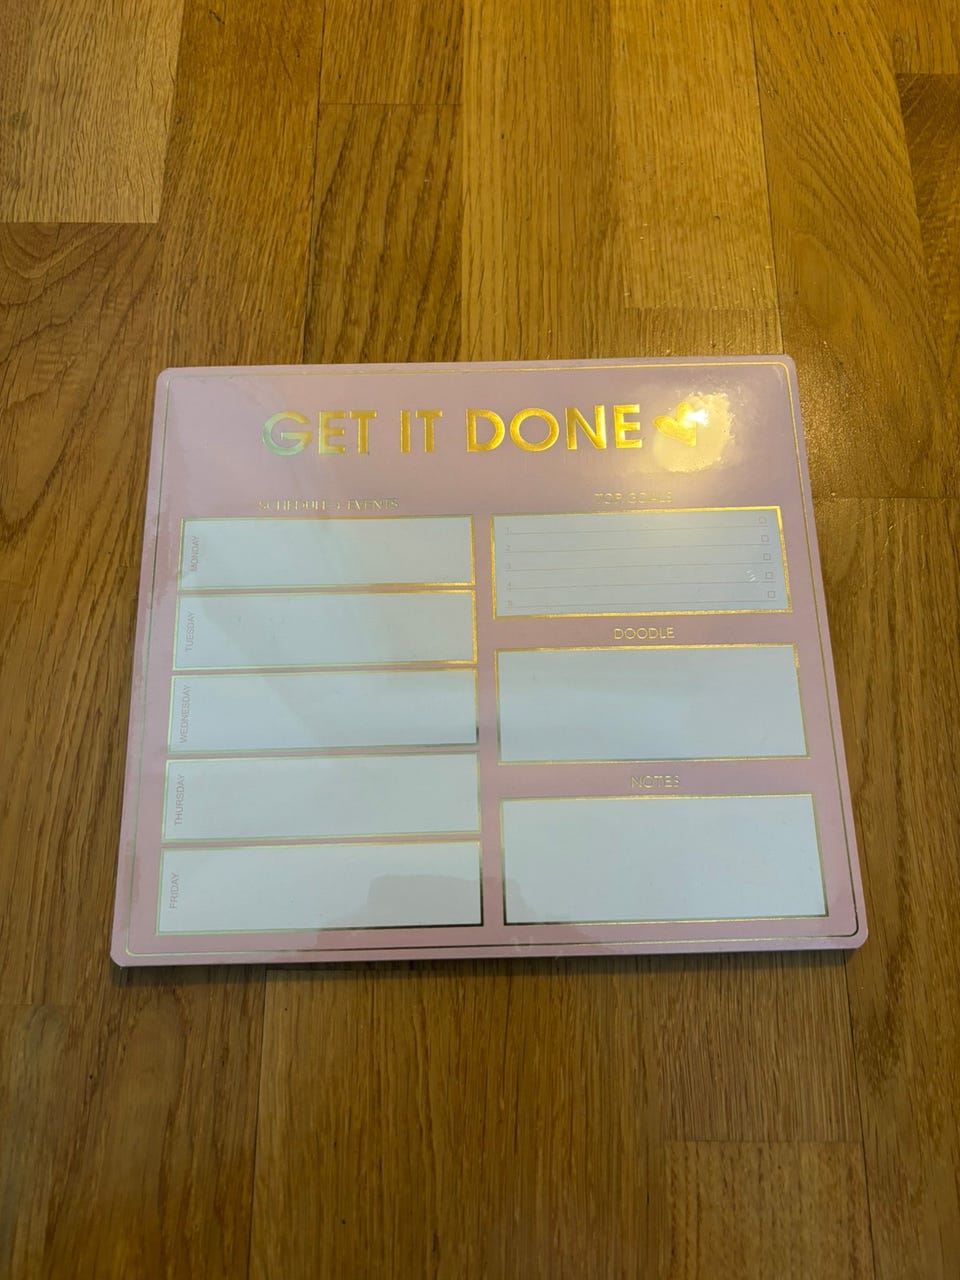 GET IT DONE
SCHEDULE + EVENTS
MONDAY
TUESDAY
WEDNESDAY
THURSDAY
FRIDAY
TOP GOALS
1
2
3
4
5
DOODLE
NOTES